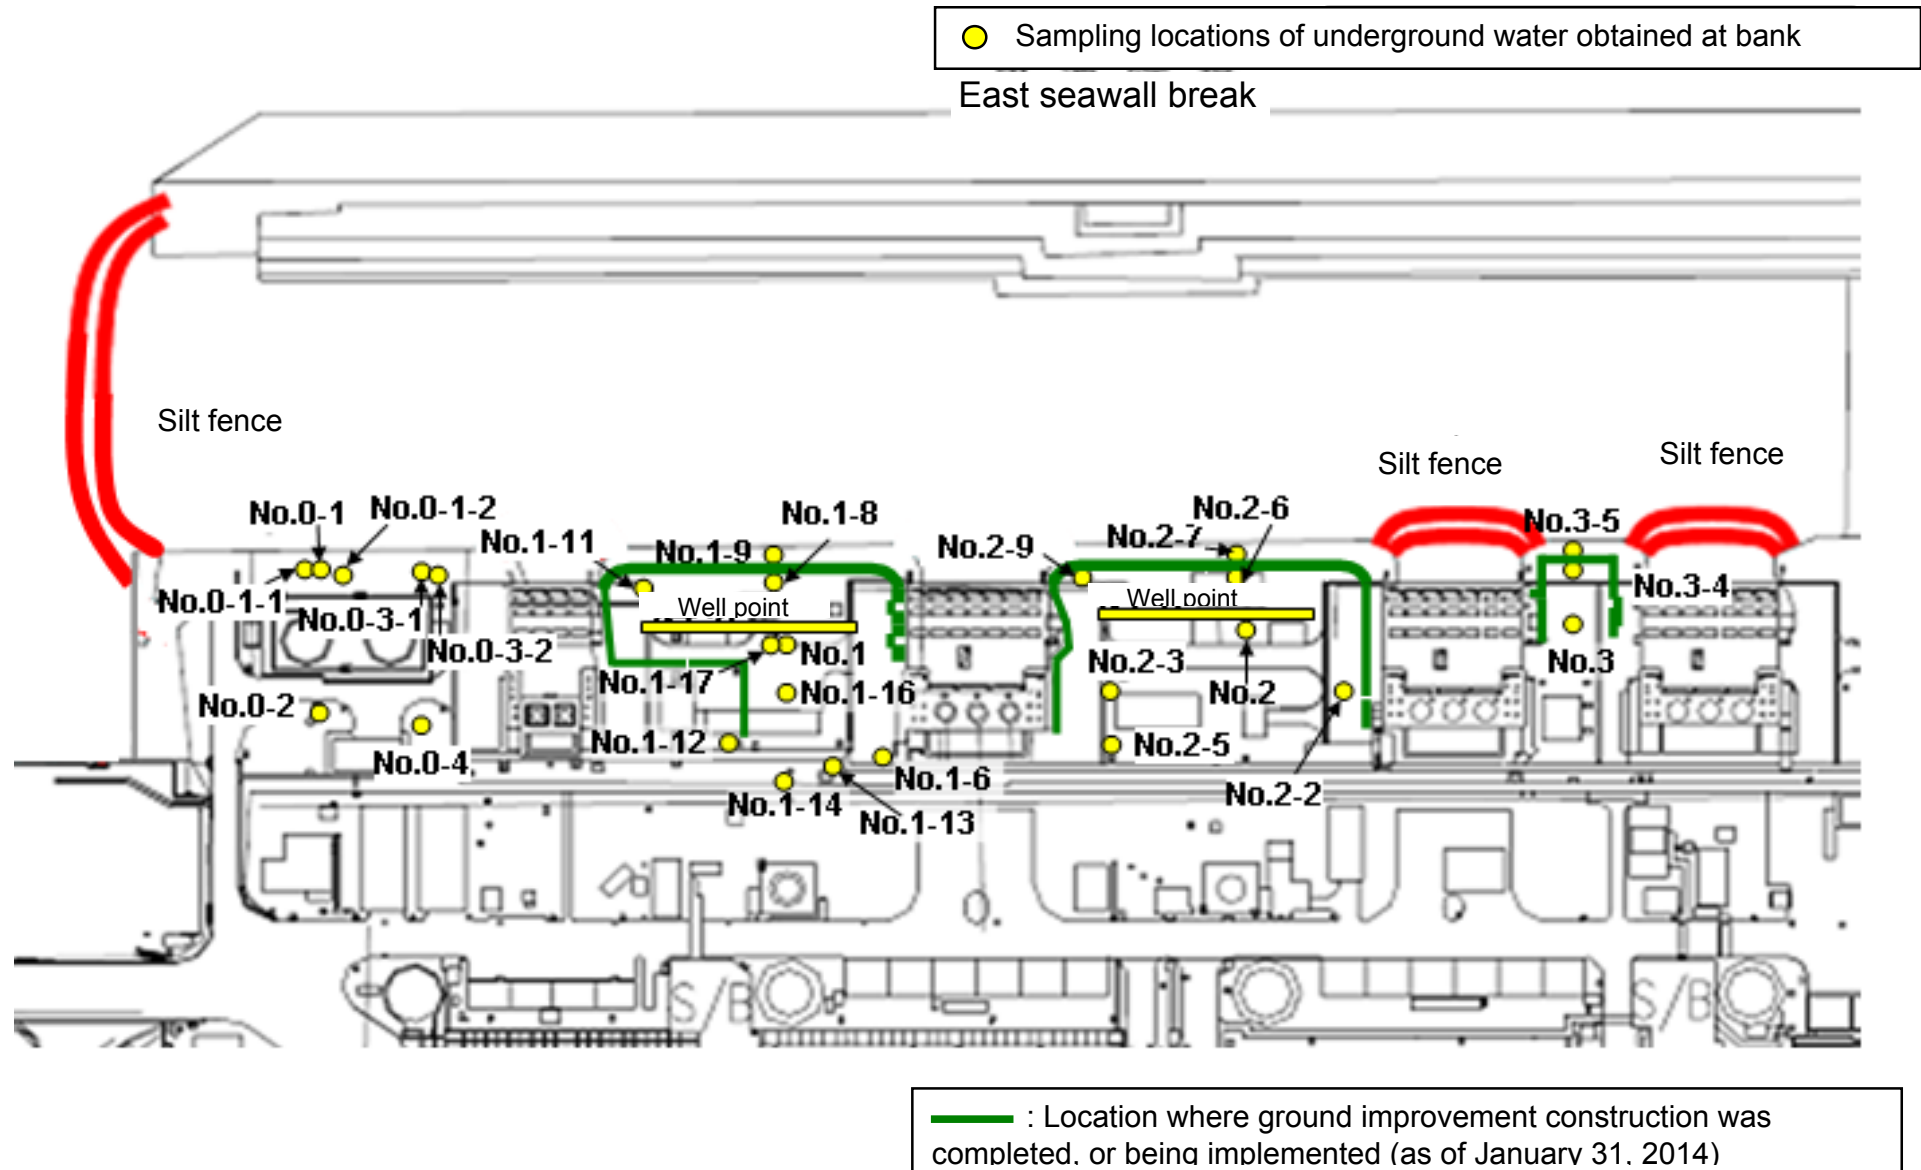 Sampling locations of underground water obtained at bank
East seawall break
Silt fence
Silt fence
Silt fence
No.0-1
No.0-1-2
No.1-11
No.1-9
No.1-8
No.2-9
No.2-7
No.2-6
No.3-5
No.0-1-1
No.0-3-1
No.0-3-2
Well point
Well point
No.3-4
No.1-17
No.1
No.1-16
No.2-3
No.2
No.3
No.0-2
No.0-4
No.1-12
No.1-14
No.1-13
No.1-6
No.2-5
No.2-2
S/B
S/B
: Location where ground improvement construction was
completed, or being implemented (as of January 31, 2014)